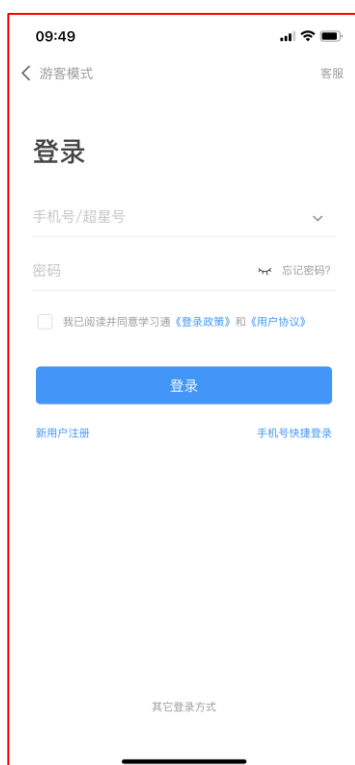 09:49
游客模式 客服
登录
手机号/超星号
密码 忘记密码?
我已阅读并同意学习通《登录政策》和《用户协议》
登录
新用户注册 手机号快捷登录
其它登录方式